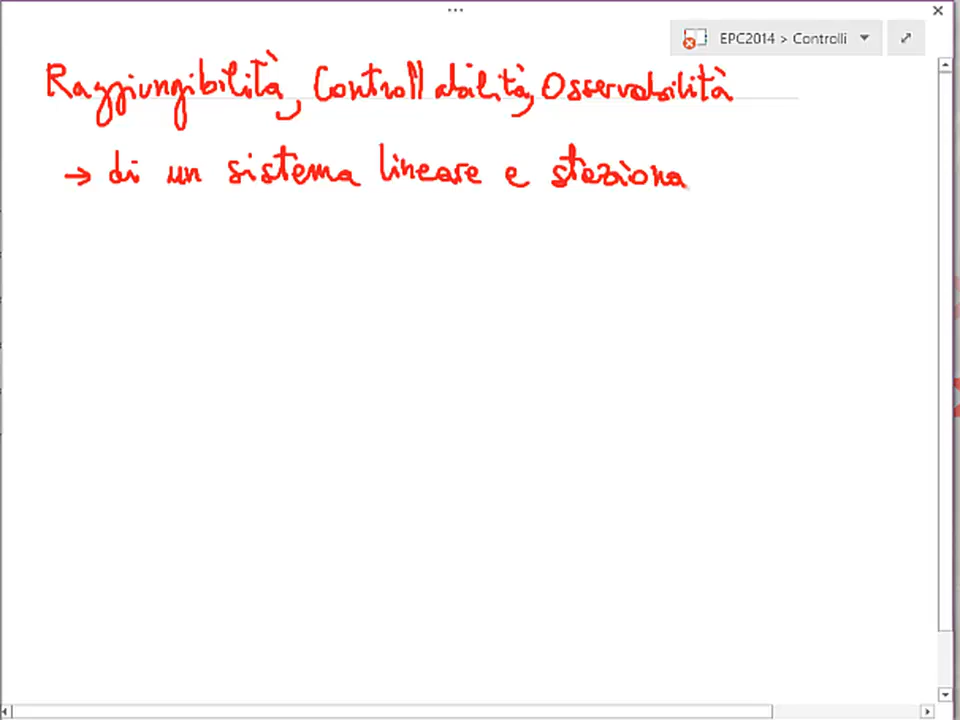 ...
EPC2014 > Controlli
Raggiungibilità, Controllabilità, Osservabilità
→ di un sistema lineare e staziona